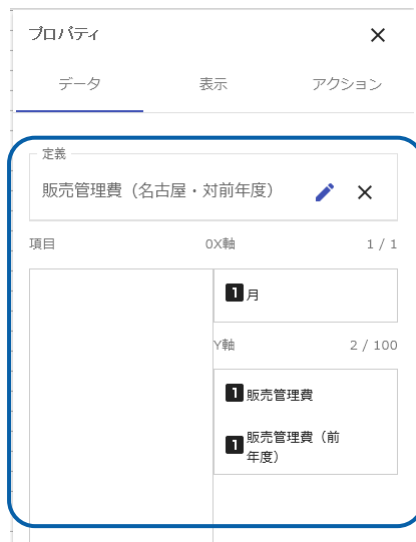 プロパティ
データ 表示 アクション
定義
販売管理費（名古屋・対前年度）
項目 0X軸 1 / 1
1 月
Y軸 2 / 100
1 販売管理費
1 販売管理費（前
年度）